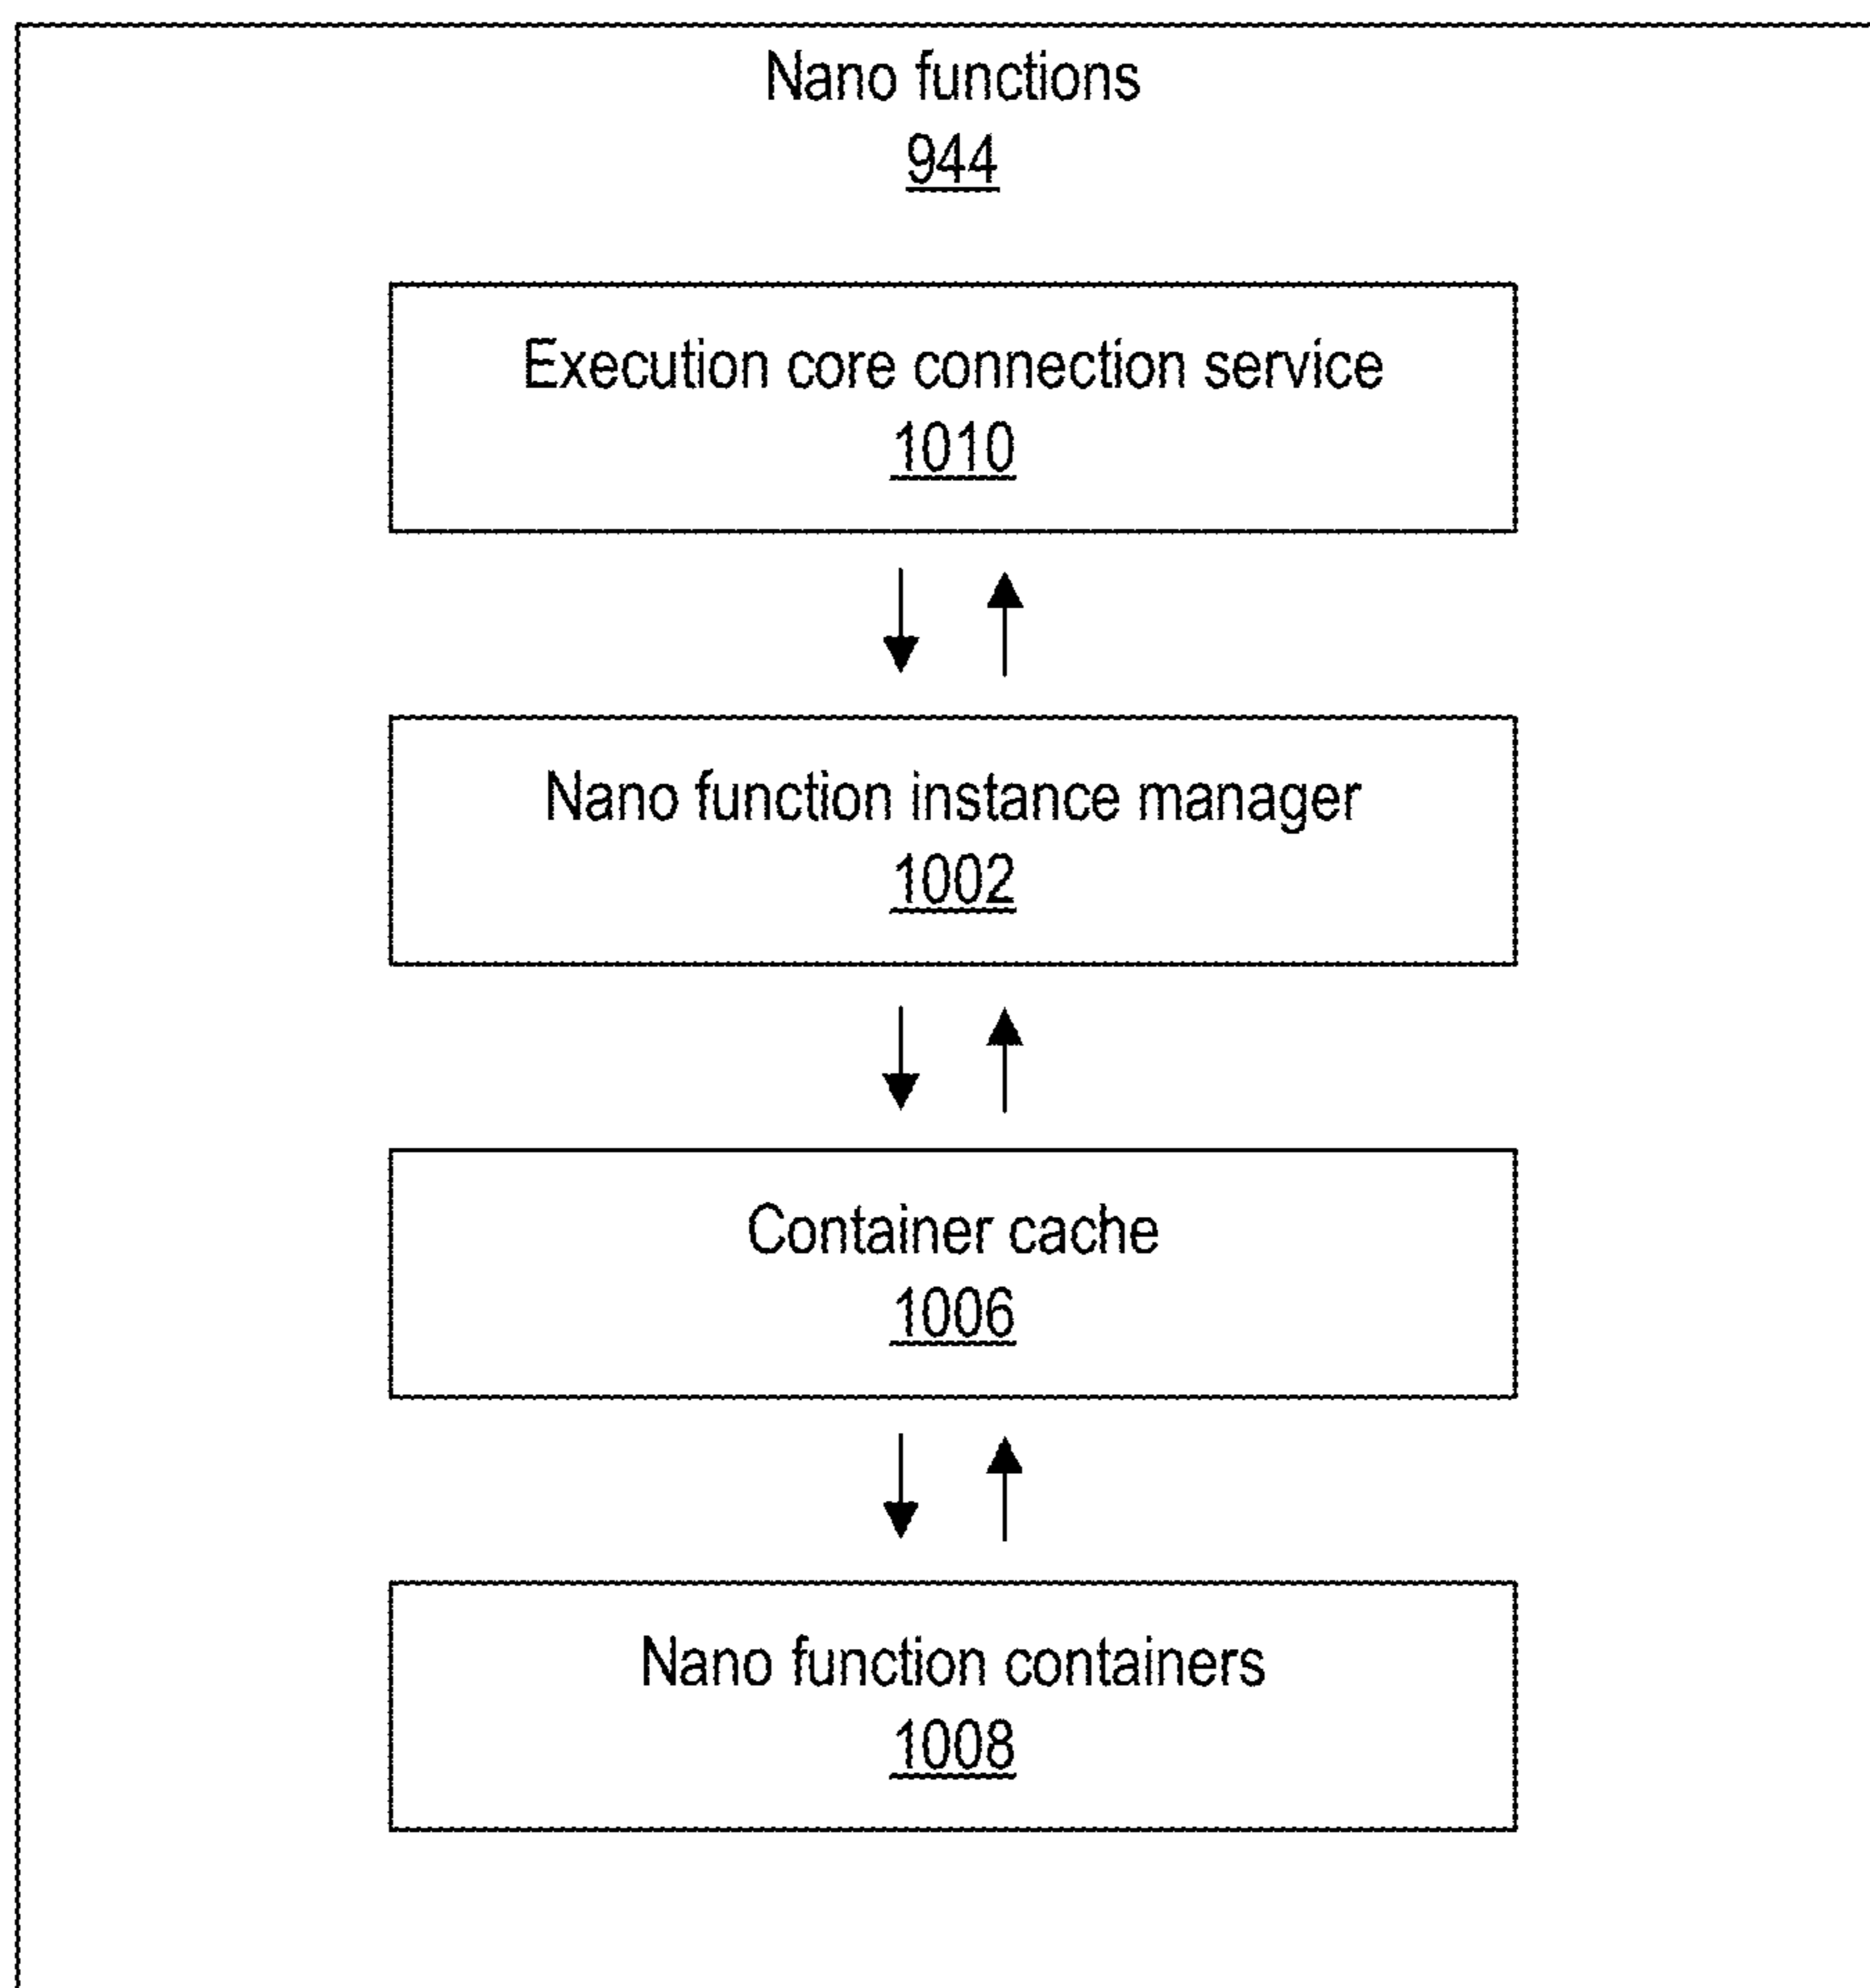 Nano functions
944
Execution core connection service
1010
Nano function instance manager
1002
Container cache
1006
Nano function containers
1008